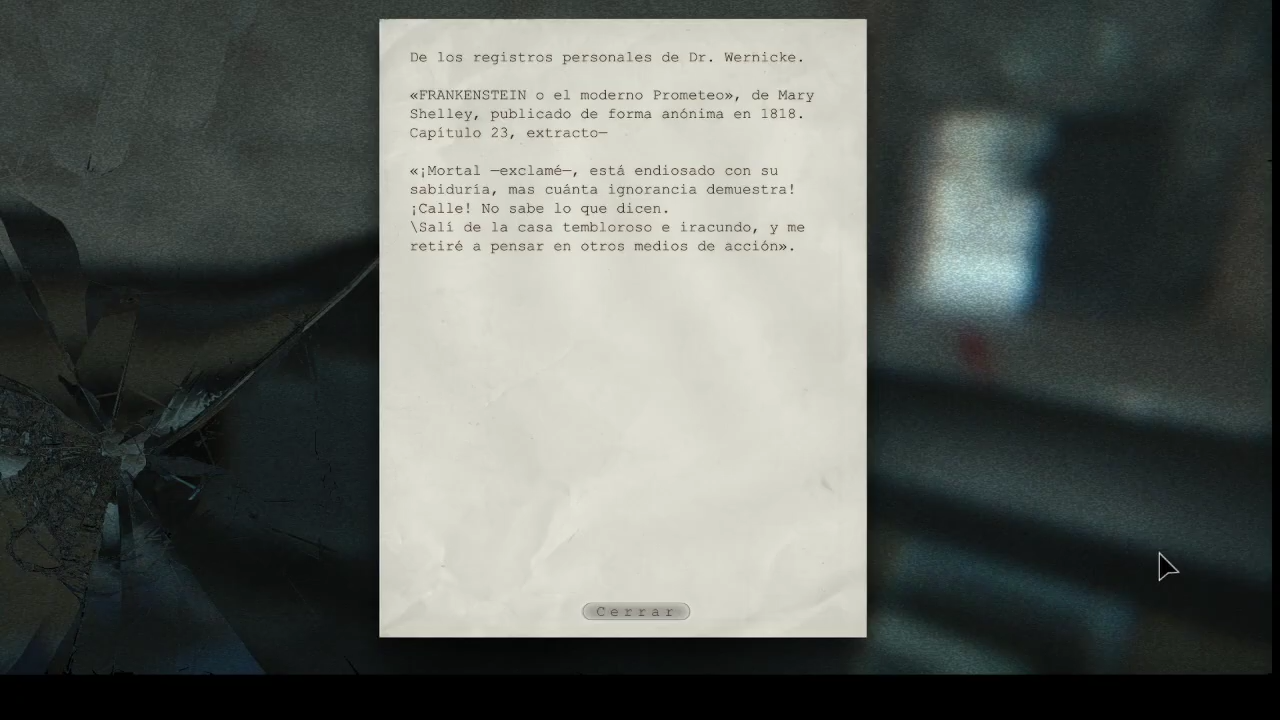 De los registros personales de Dr. Wernicke.
«FRANKENSTEIN o el moderno Prometeo», de Mary
Shelley, publicado de forma anónima en 1818.
Capítulo 23, extracto—
«¡Mortal —exclamé—, está endiosado con su
sabiduría, mas cuánta ignorancia demuestra!
¡Calle! No sabe lo que dicen.
\Salí de la casa tembloroso e iracundo, y me
retiré a pensar en otros medios de acción».
Cerrar